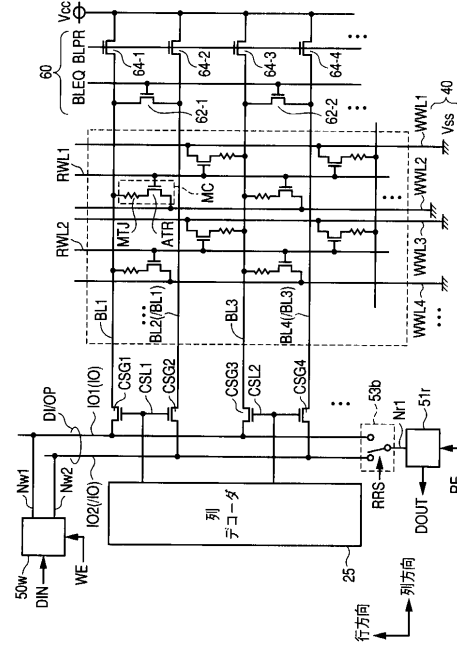 Vcc
60
BLEQ BLPR
64-1
64-2
64-3
64-4
62-1
62-2
40
Vss
RWL1
RWL2
WWL1
WWL2
WWL3
WWL4
MC
MTJ
ATR
BL1
BL2(/BL1)
BL3
BL4(/BL3)
CSG1
CSL1
CSG2
CSG3
CSL2
CSG4
DI/OP
IO1(IO)
IO2(/IO)
Nw1
Nw2
50w
DIN
WE
列
デコーダ
25
53b
RRS
Nr1
51r
DOUT
行方向
列方向